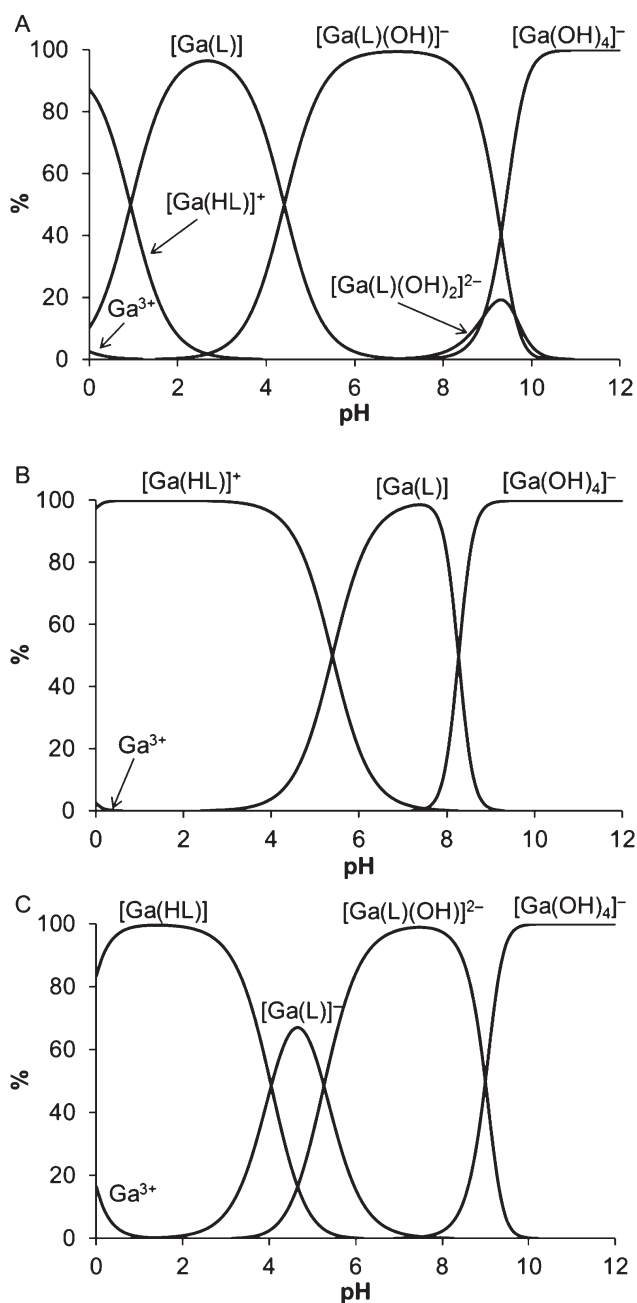 A
[Ga(L)] [Ga(L)(OH)]⁻ [Ga(OH)₄]⁻
100
80
60
[Ga(HL)]⁺
40
[Ga(L)(OH)₂]²⁻
20
Ga³⁺
0
%
0 2 4 6 8 10 12
pH
B
[Ga(HL)]⁺ [Ga(L)] [Ga(OH)₄]⁻
100
80
60
40
20
Ga³⁺
0
%
0 2 4 6 8 10 12
pH
C
[Ga(HL)] [Ga(L)(OH)]²⁻ [Ga(OH)₄]⁻
100
80
[Ga(L)]⁻
60
40
20
Ga³⁺
0
%
0 2 4 6 8 10 12
pH